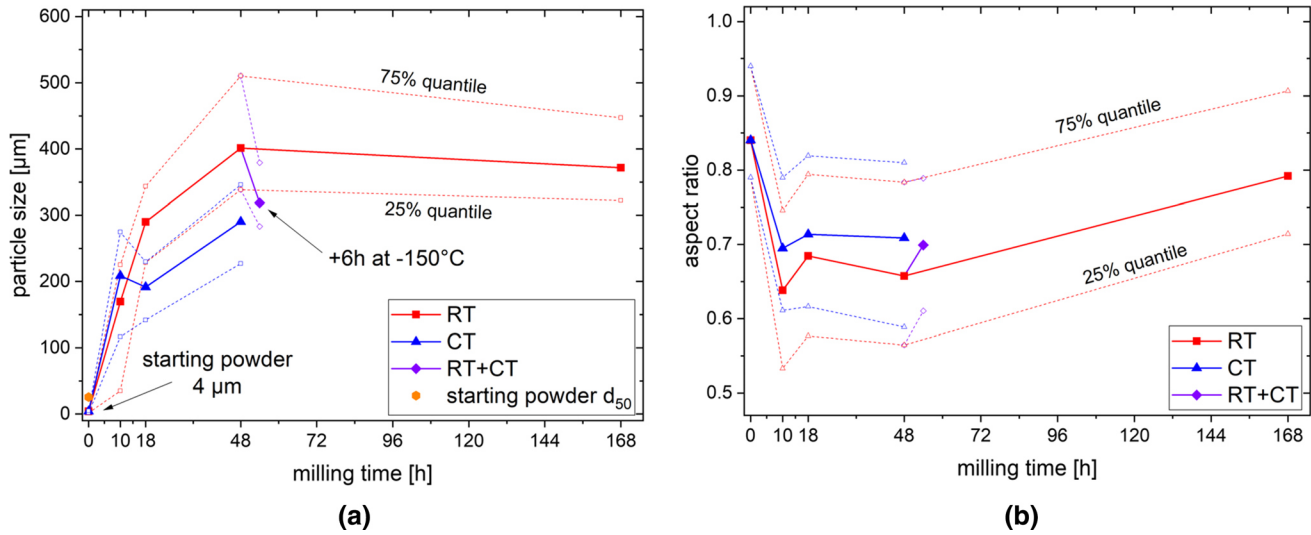 600
500
400
300
200
100
0
particle size [µm]
75% quantile
25% quantile
+6h at -150°C
starting powder
4 µm
RT
CT
RT+CT
starting powder d50
0 10 18 48 72 96 120 144 168
milling time [h]
(a)
1.0
0.9
0.8
0.7
0.6
0.5
aspect ratio
75% quantile
25% quantile
RT
CT
RT+CT
0 10 18 48 72 96 120 144 168
milling time [h]
(b)